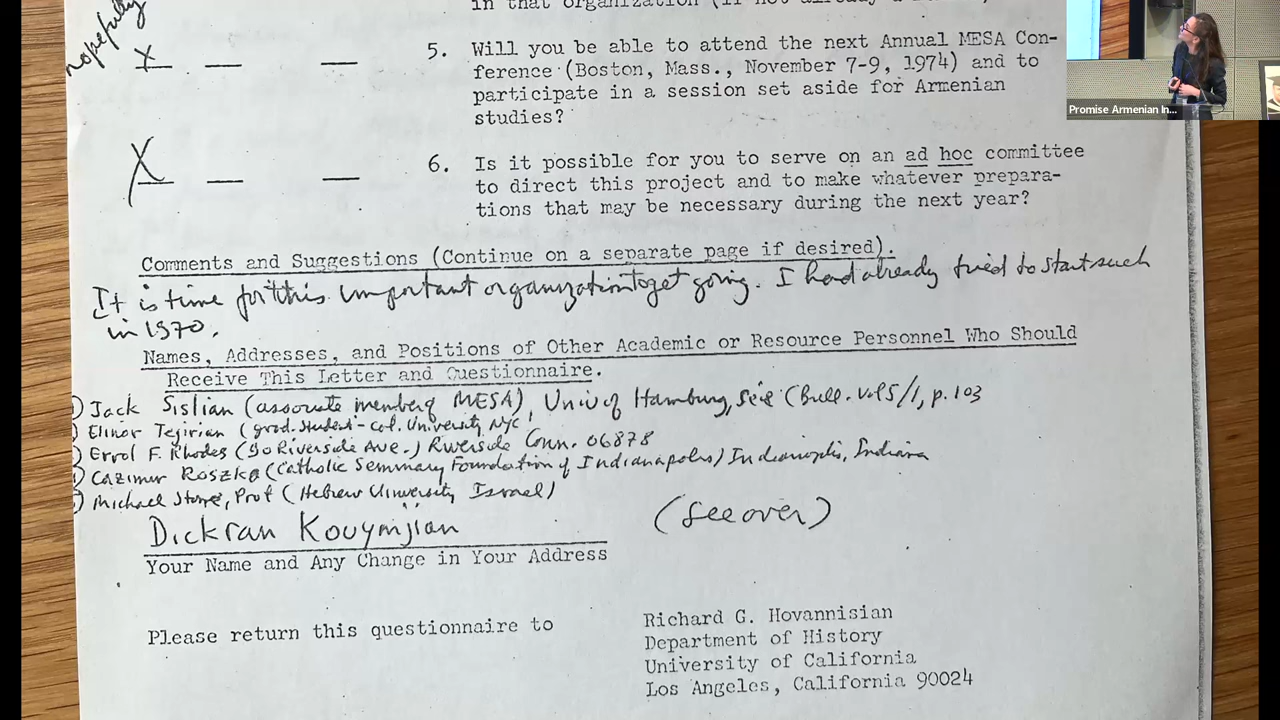 in that organization (if not already a
hopefully
X
5. Will you be able to attend the next Annual MESA Con-
ference (Boston, Mass., November 7-9, 1974) and to
participate in a session set aside for Armenian
studies?
X
6. Is it possible for you to serve on an ad hoc committee
to direct this project and to make whatever prepara-
tions that may be necessary during the next year?
Comments and Suggestions (Continue on a separate page if desired).
It is time for this important organization to get going. I had already tried to start such
in 1970.
Names, Addresses, and Positions of Other Academic or Resource Personnel Who Should
Receive This Letter and Questionnaire.
) Jack Sislian (associate member of MESA), Univ of Hamburg, see (Bull. vol 5/1, p. 103
) Elinor Tejirian (grad. student - col. University NYC
) Errol F. Rhodes (90 Riverside Ave.) Riverside Conn. 06878
) Cazimir Roszko (Catholic Seminary Foundation of Indianapolis) Indianapolis, Indiana
) Michael Stone, Prof (Hebrew University Israel)
Dickran Kouymjian (See over)
Your Name and Any Change in Your Address
Please return this questionnaire to
Richard G. Hovannisian
Department of History
University of California
Los Angeles, California 90024
Promise Armenian In...